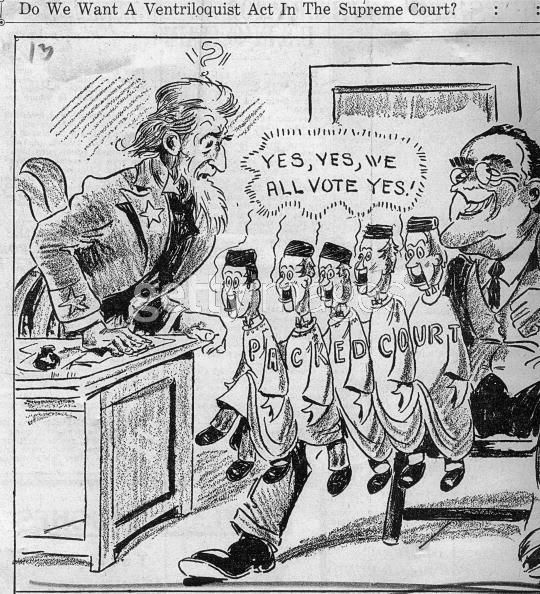 Do We Want A Ventriloquist Act In The Supreme Court? : :
13
?
YES, YES, WE
ALL VOTE YES!
PACKED COURT